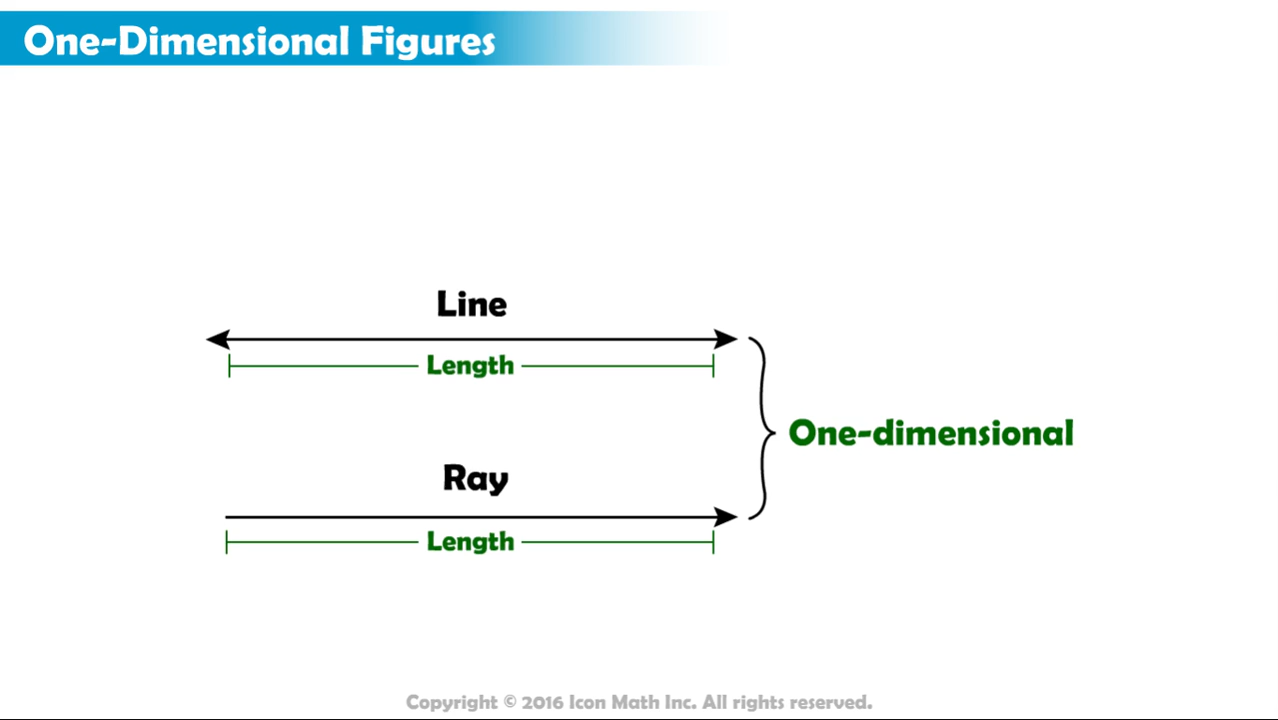 One-Dimensional Figures
Line
Length
One-dimensional
Ray
Length
Copyright © 2016 Icon Math Inc. All rights reserved.